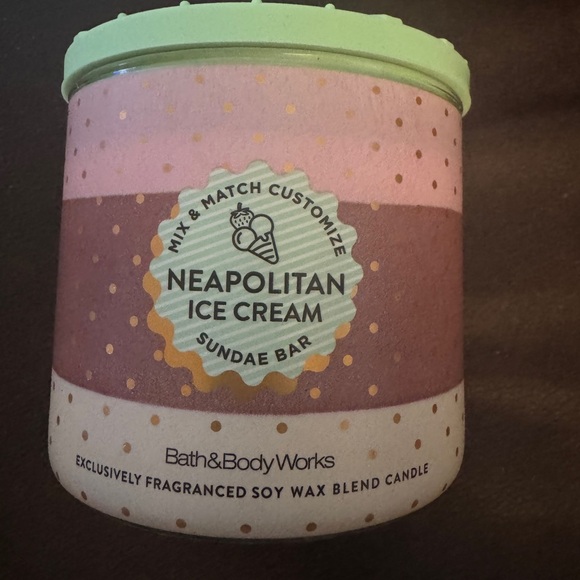 MIX & MATCH CUSTOMIZE
NEAPOLITAN
ICE CREAM
SUNDAE BAR
Bath&BodyWorks
EXCLUSIVELY FRAGRANCED SOY WAX BLEND CANDLE